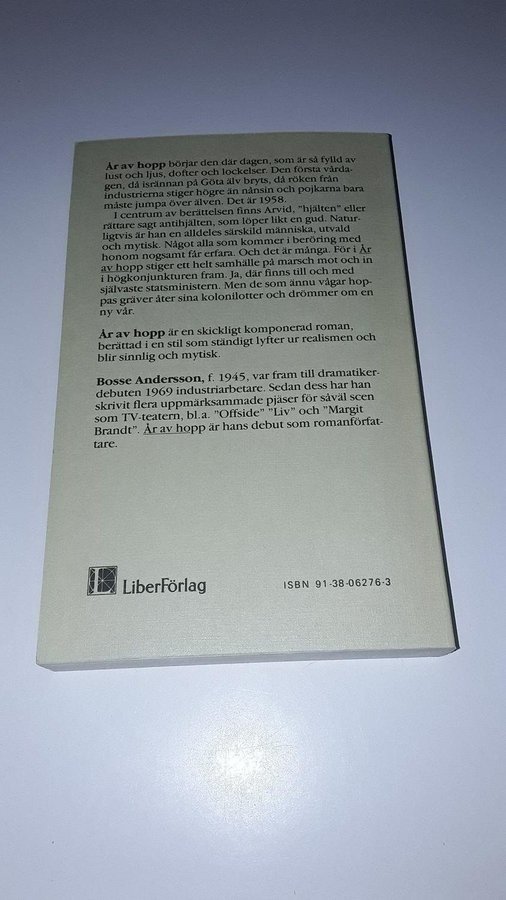 År av hopp börjar den där dagen, som är så fylld av
lust och ljus, dofter och lockelser. Den första vårda-
gen, då isrännan på Göta älv bryts, då röken från
industrierna stiger högre än nånsin och pojkarna bara
måste jumpa över älven. Det är 1958.
I centrum av berättelsen finns Arvid, "hjälten" eller
rättare sagt antihjälten, som löper likt en gud. Natur-
ligtvis är han en alldeles särskild människa, utvald
och mytisk. Något alla som kommer i beröring med
honom nogsamt får erfara. Och det är många. För i År
av hopp stiger ett helt samhälle på marsch mot och in
i högkonjunkturen fram. Ja, där finns till och med
självaste statsministern. Men de som ännu vågar hop-
pas gräver åter sina kolonilotter och drömmer om en
ny vår.
År av hopp är en skickligt komponerad roman,
berättad i en stil som ständigt lyfter ur realismen och
blir sinnlig och mytisk.
Bosse Andersson, f. 1945, var fram till dramatiker-
debuten 1969 industriarbetare. Sedan dess har han
skrivit flera uppmärksammade pjäser för såväl scen
som TV-teatern, bl.a. "Offside" "Liv" och "Margit
Brandt". År av hopp är hans debut som romanförfat-
tare.
LiberFörlag
ISBN 91-38-06276-3